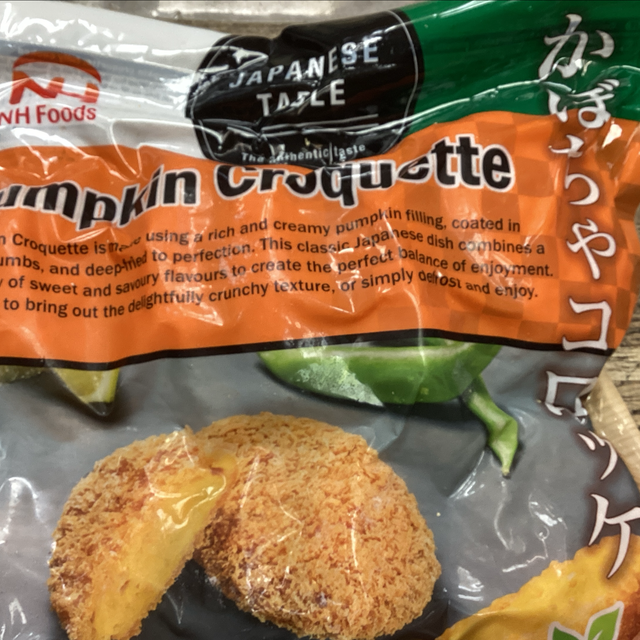 NH Foods
JAPANESE
TABLE
The authentic taste
umpkin Croquette
n Croquette is made using a rich and creamy pumpkin filling, coated in
umbs, and deep-fried to perfection. This classic Japanese dish combines a
y of sweet and savoury flavours to create the perfect balance of enjoyment.
to bring out the delightfully crunchy texture, or simply defrost and enjoy.
かぼちゃコロッケ